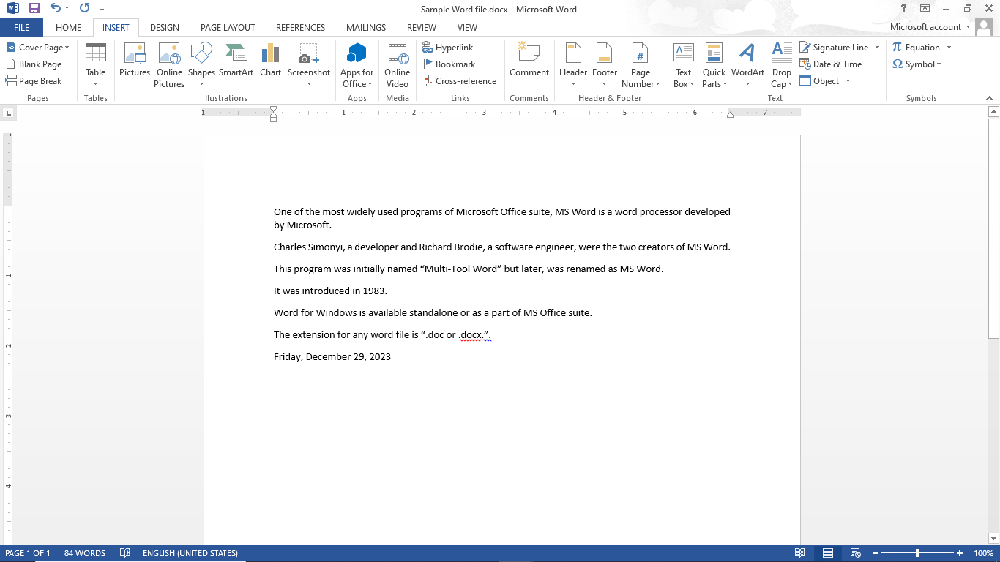 Sample Word file.docx - Microsoft Word
?
FILE HOME INSERT DESIGN PAGE LAYOUT REFERENCES MAILINGS REVIEW VIEW Microsoft account
Cover Page
Blank Page
Page Break
Pages
Table
Tables
Pictures
Online Pictures
Shapes
SmartArt
Chart
Screenshot
Illustrations
Apps for Office
Apps
Online Video
Media
Hyperlink
Bookmark
Cross-reference
Links
Comment
Comments
Header
Footer
Page Number
Header & Footer
Text Box
Quick Parts
WordArt
Drop Cap
Signature Line
Date & Time
Object
Text
Equation
Symbol
Symbols
1 1 2 3 4 5 6 7
1
1
2
3
4
One of the most widely used programs of Microsoft Office suite, MS Word is a word processor developed
by Microsoft.
Charles Simonyi, a developer and Richard Brodie, a software engineer, were the two creators of MS Word.
This program was initially named “Multi-Tool Word” but later, was renamed as MS Word.
It was introduced in 1983.
Word for Windows is available standalone or as a part of MS Office suite.
The extension for any word file is “.doc or .docx.”.
Friday, December 29, 2023
PAGE 1 OF 1 84 WORDS ENGLISH (UNITED STATES) 100%